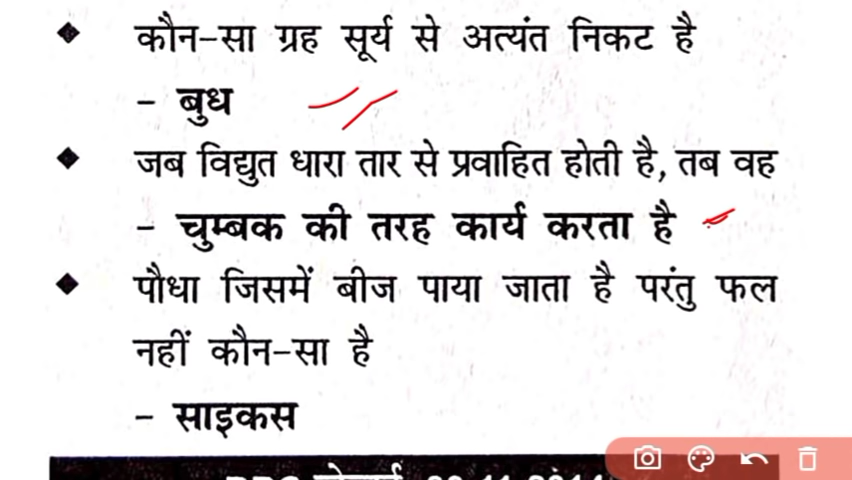 ◆ कौन-सा ग्रह सूर्य से अत्यंत निकट है
- बुध
◆ जब विद्युत धारा तार से प्रवाहित होती है, तब वह
- चुम्बक की तरह कार्य करता है
◆ पौधा जिसमें बीज पाया जाता है परंतु फल
नहीं कौन-सा है
- साइकस